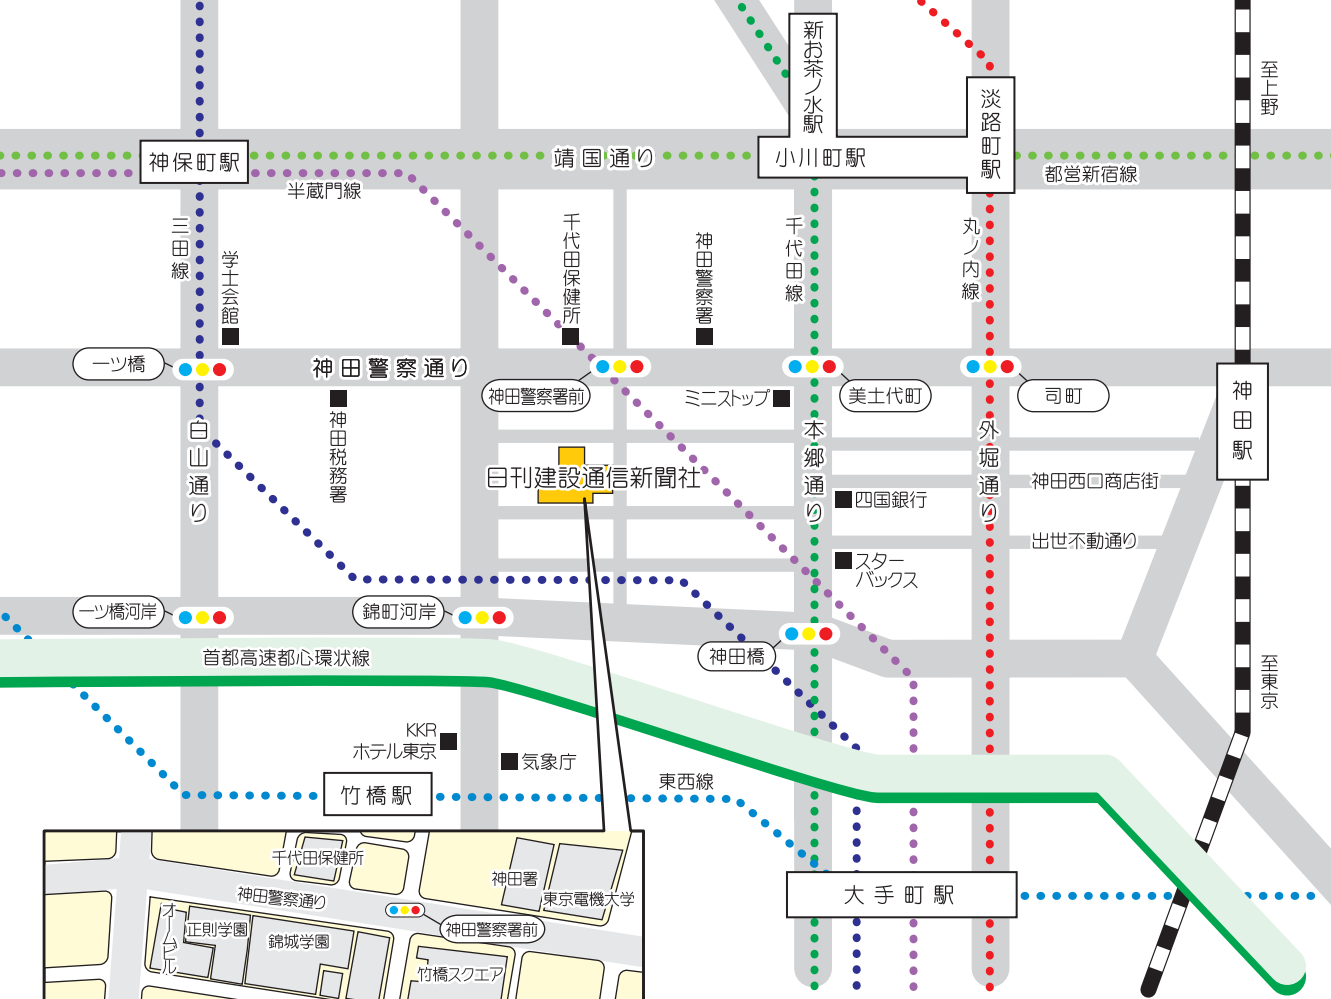 新お茶ノ水駅
淡路町駅
至上野
神保町駅
靖国通り
小川町駅
都営新宿線
半蔵門線
三田線
学士会館
千代田保健所
神田警察署
千代田線
丸ノ内線
一ツ橋
神田警察通り
神田警察署前
ミニストップ
美土代町
司町
神田駅
神田税務署
白山通り
本郷通り
外堀通り
日刊建設通信新聞社
神田西口商店街
四国銀行
出世不動通り
スター
バックス
一ツ橋河岸
錦町河岸
神田橋
首都高速都心環状線
至東京
KKR
ホテル東京
気象庁
竹橋駅
東西線
大手町駅
千代田保健所
神田警察通り
神田署
東京電機大学
オームビル
正則学園
錦城学園
神田警察署前
竹橋スクエア